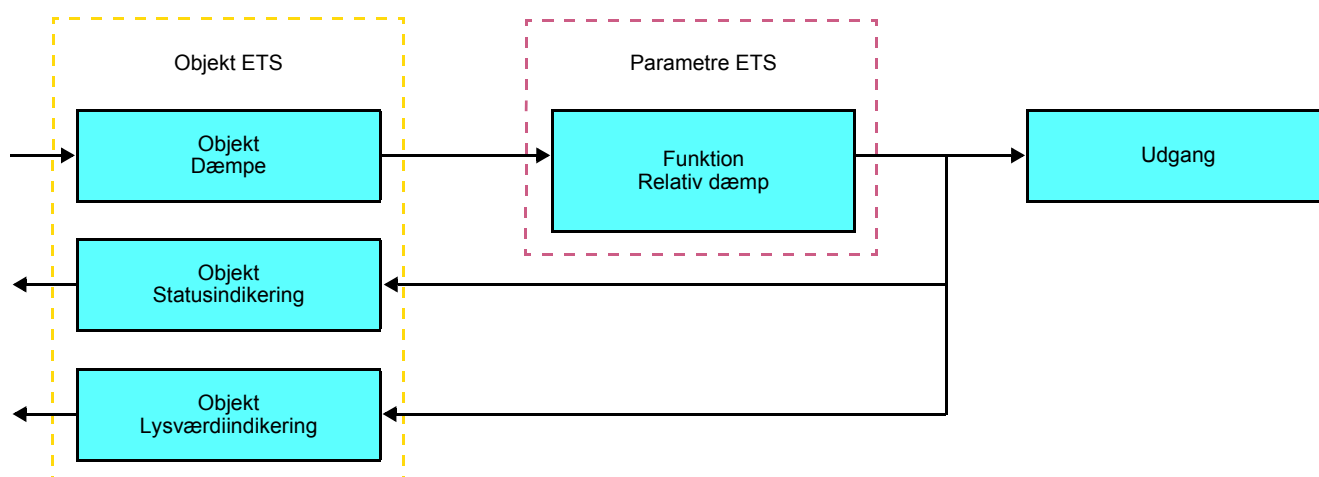 Objekt ETS
Parametre ETS
Objekt
Dæmpe
Funktion
Relativ dæmp
Udgang
Objekt
Statusindikering
Objekt
Lysværdiindikering